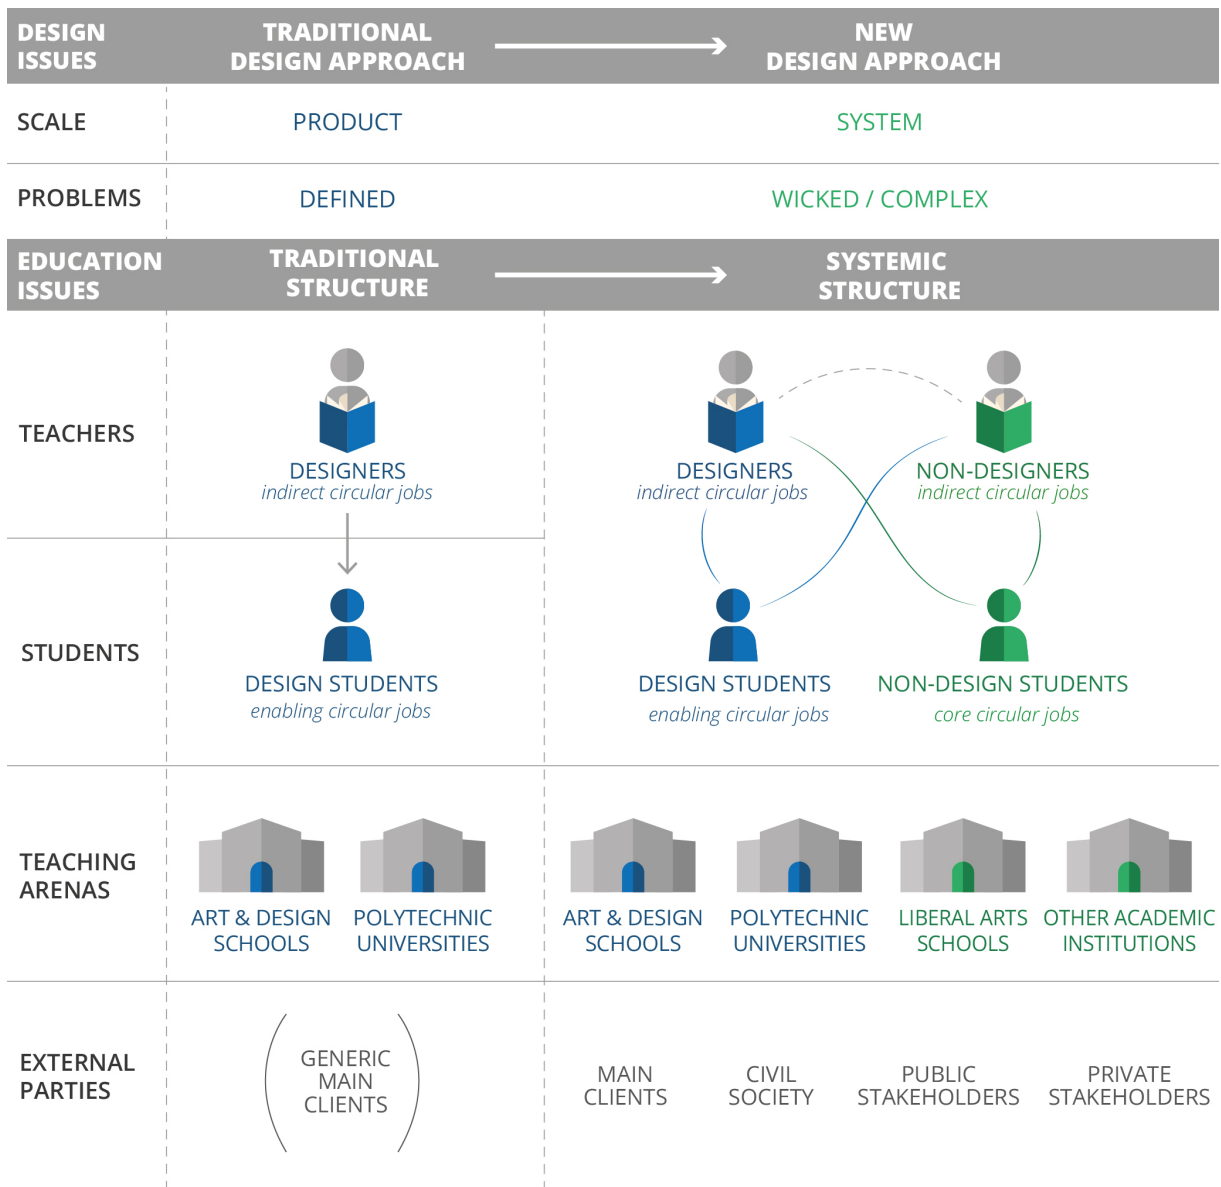 DESIGN
ISSUES
TRADITIONAL
DESIGN APPROACH
NEW
DESIGN APPROACH
SCALE
PRODUCT
SYSTEM
PROBLEMS
DEFINED
WICKED / COMPLEX
EDUCATION
ISSUES
TRADITIONAL
STRUCTURE
SYSTEMIC
STRUCTURE
TEACHERS
DESIGNERS
indirect circular jobs
DESIGNERS
indirect circular jobs
NON-DESIGNERS
indirect circular jobs
STUDENTS
DESIGN STUDENTS
enabling circular jobs
DESIGN STUDENTS
enabling circular jobs
NON-DESIGN STUDENTS
core circular jobs
TEACHING
ARENAS
ART & DESIGN
SCHOOLS
POLYTECHNIC
UNIVERSITIES
ART & DESIGN
SCHOOLS
POLYTECHNIC
UNIVERSITIES
LIBERAL ARTS
SCHOOLS
OTHER ACADEMIC
INSTITUTIONS
EXTERNAL
PARTIES
GENERIC
MAIN
CLIENTS
MAIN
CLIENTS
CIVIL
SOCIETY
PUBLIC
STAKEHOLDERS
PRIVATE
STAKEHOLDERS